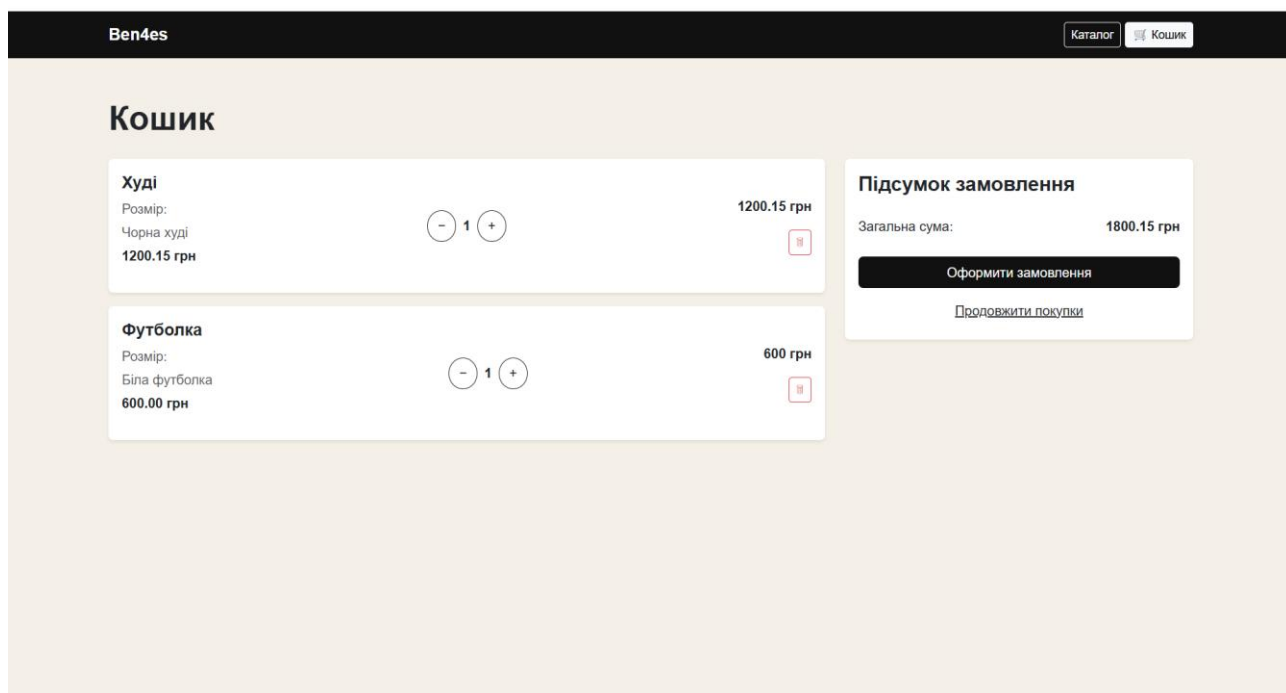 Ben4es
Каталог
🛒 Кошик
Кошик
Худі
Розмір:
Чорна худі
1200.15 грн
− 1 +
1200.15 грн
Футболка
Розмір:
Біла футболка
600.00 грн
− 1 +
600 грн
Підсумок замовлення
Загальна сума: 1800.15 грн
Оформити замовлення
Продовжити покупки